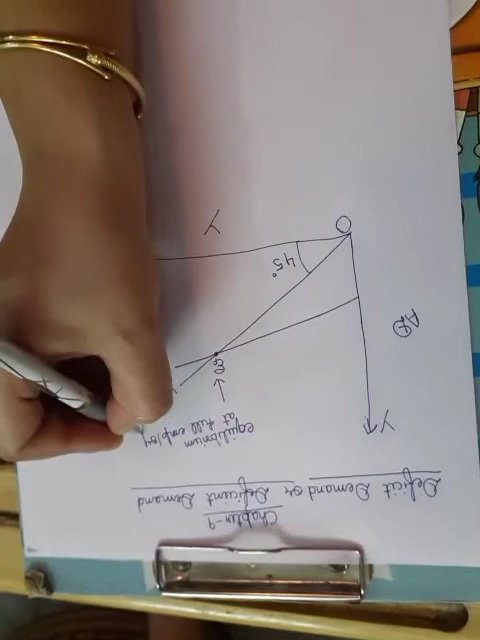 Chapter-9
Deficit Demand or Deficient Demand
Y
equilibrium
at full employ
AD
E
45°
O
Y